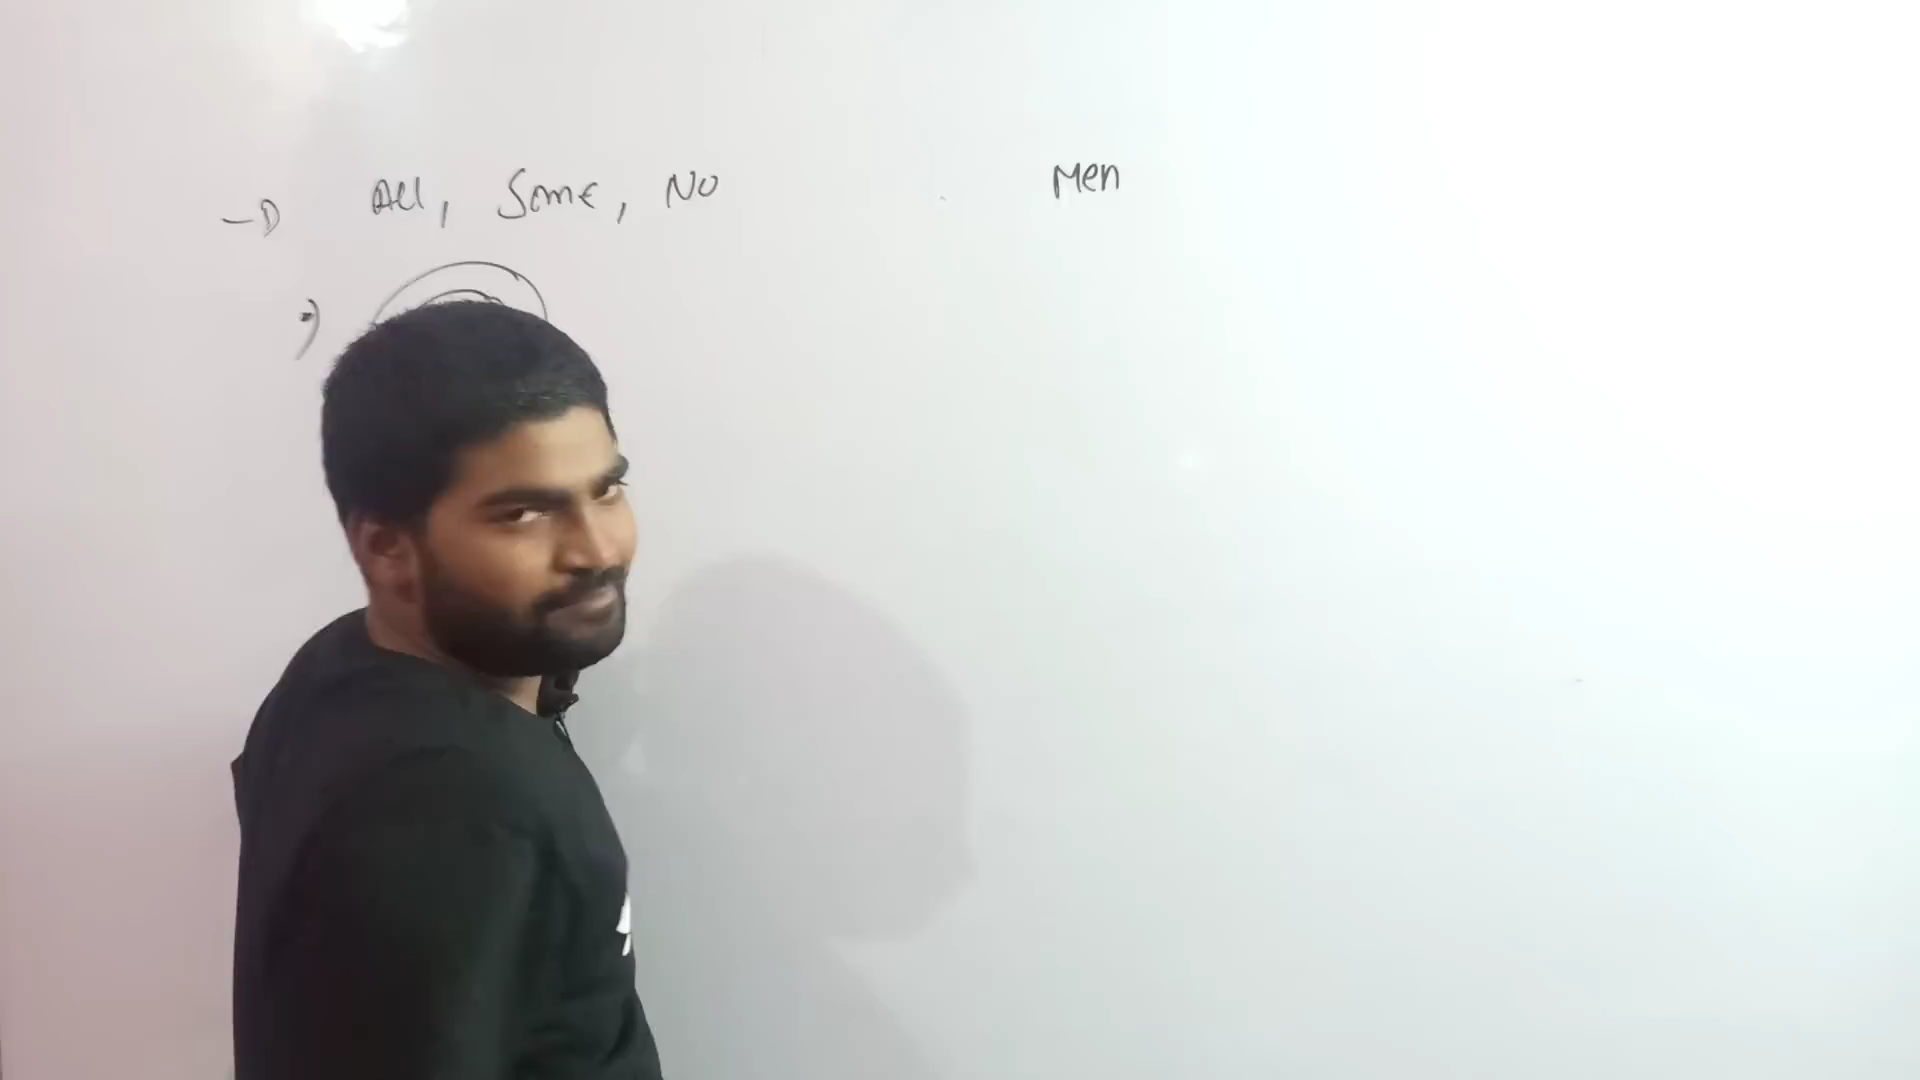 → All, Some, No
Men